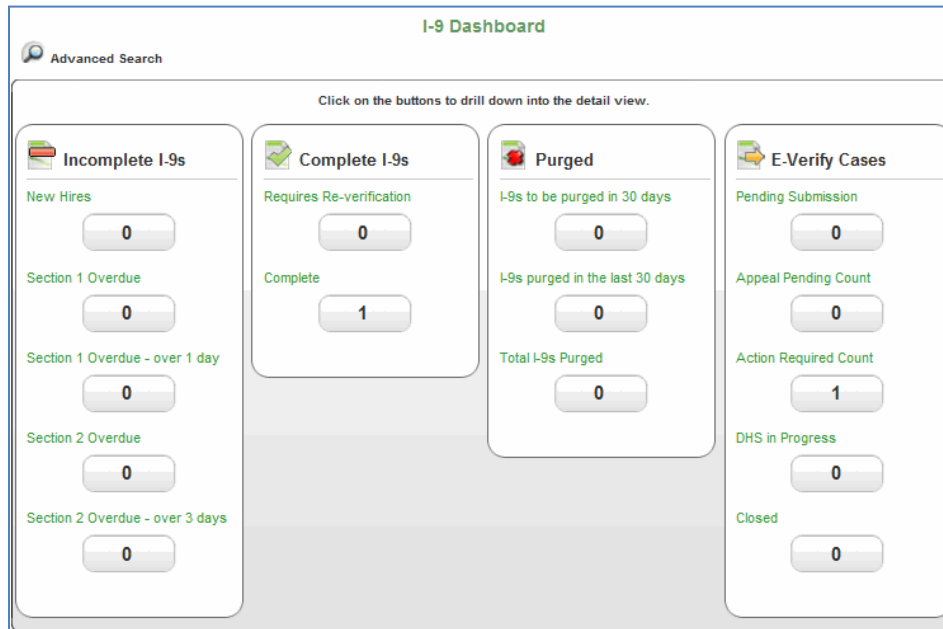 I-9 Dashboard
Advanced Search
Click on the buttons to drill down into the detail view.
Incomplete I-9s
New Hires
0
Section 1 Overdue
0
Section 1 Overdue - over 1 day
0
Section 2 Overdue
0
Section 2 Overdue - over 3 days
0
Complete I-9s
Requires Re-verification
0
Complete
1
Purged
I-9s to be purged in 30 days
0
I-9s purged in the last 30 days
0
Total I-9s Purged
0
E-Verify Cases
Pending Submission
0
Appeal Pending Count
0
Action Required Count
1
DHS in Progress
0
Closed
0